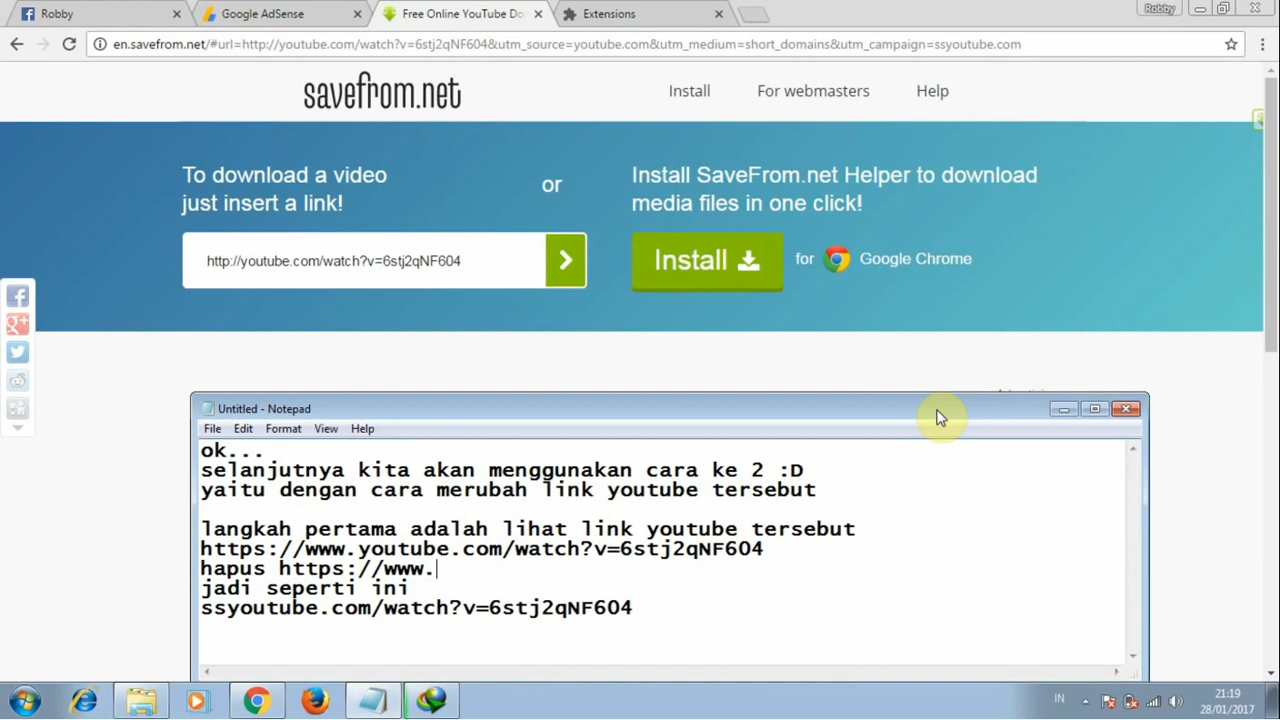 Robby
Google AdSense
Free Online YouTube Do
Extensions
Robby
en.savefrom.net/#url=http://youtube.com/watch?v=6stj2qNF604&utm_source=youtube.com&utm_medium=short_domains&utm_campaign=ssyoutube.com
savefrom.net
Install
For webmasters
Help
To download a video
just insert a link!
or
Install SaveFrom.net Helper to download
media files in one click!
http://youtube.com/watch?v=6stj2qNF604
Install
for
Google Chrome
Untitled - Notepad
File Edit Format View Help
ok...
selanjutnya kita akan menggunakan cara ke 2 :D
yaitu dengan cara merubah link youtube tersebut
langkah pertama adalah lihat link youtube tersebut
https://www.youtube.com/watch?v=6stj2qNF604
hapus https://www.
jadi seperti ini
ssyoutube.com/watch?v=6stj2qNF604
IN
21:19
28/01/2017